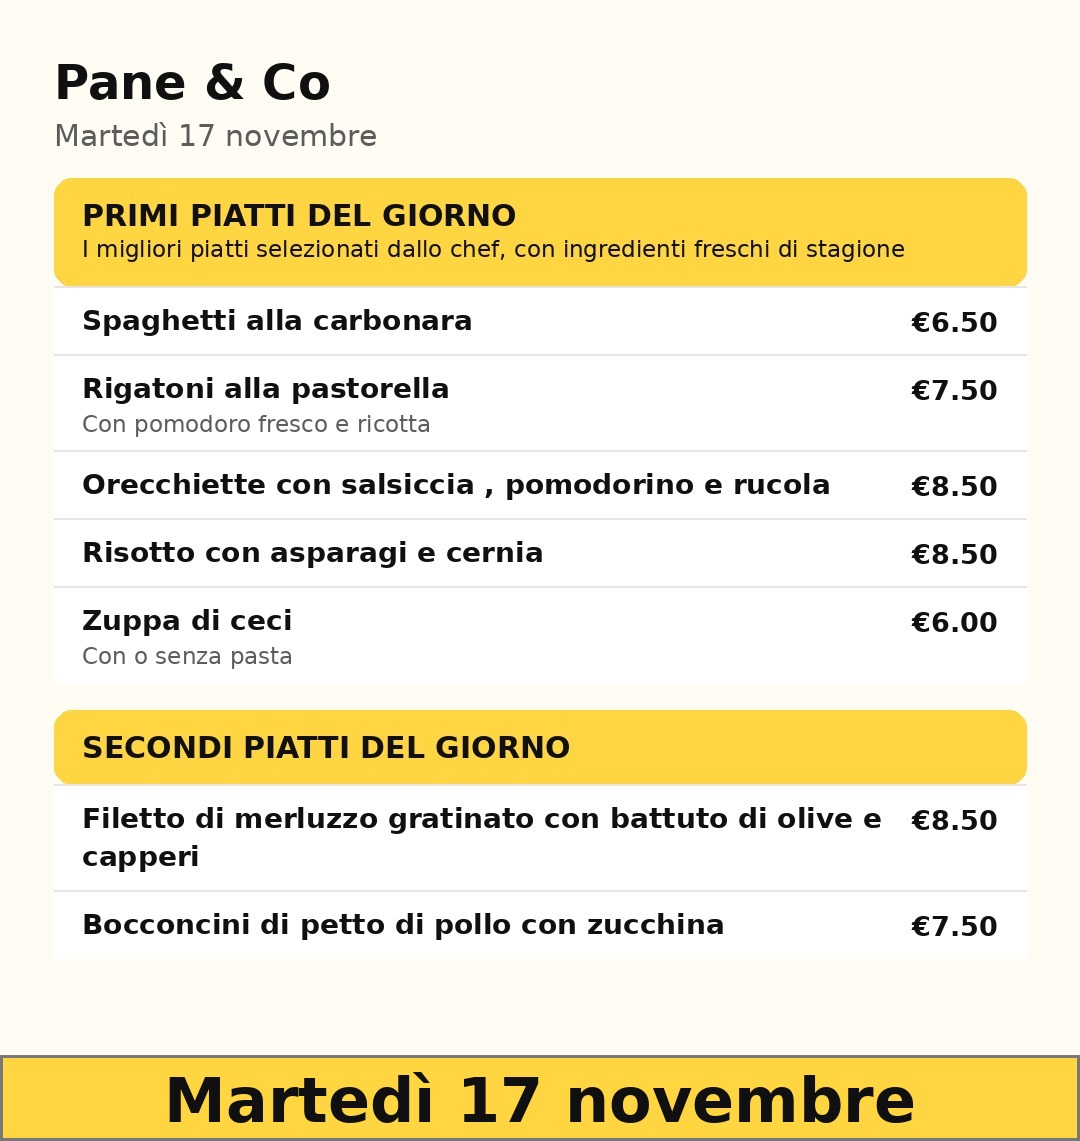 Pane & Co
Martedì 17 novembre
PRIMI PIATTI DEL GIORNO
I migliori piatti selezionati dallo chef, con ingredienti freschi di stagione
Spaghetti alla carbonara €6.50
Rigatoni alla pastorella €7.50
Con pomodoro fresco e ricotta
Orecchiette con salsiccia , pomodorino e rucola €8.50
Risotto con asparagi e cernia €8.50
Zuppa di ceci €6.00
Con o senza pasta
SECONDI PIATTI DEL GIORNO
Filetto di merluzzo gratinato con battuto di olive e €8.50
capperi
Bocconcini di petto di pollo con zucchina €7.50
Martedì 17 novembre